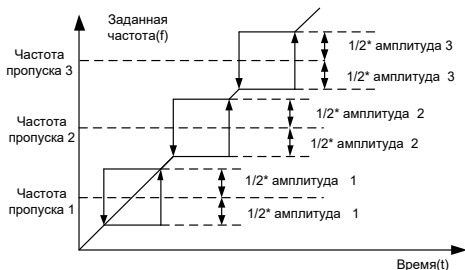 Заданная
частота(f)
Частота
пропуска 3
1/2* амплитуда 3
1/2* амплитуда 3
Частота
пропуска 2
1/2* амплитуда 2
1/2* амплитуда 2
Частота
пропуска 1
1/2* амплитуда 1
1/2* амплитуда 1
Время(t)